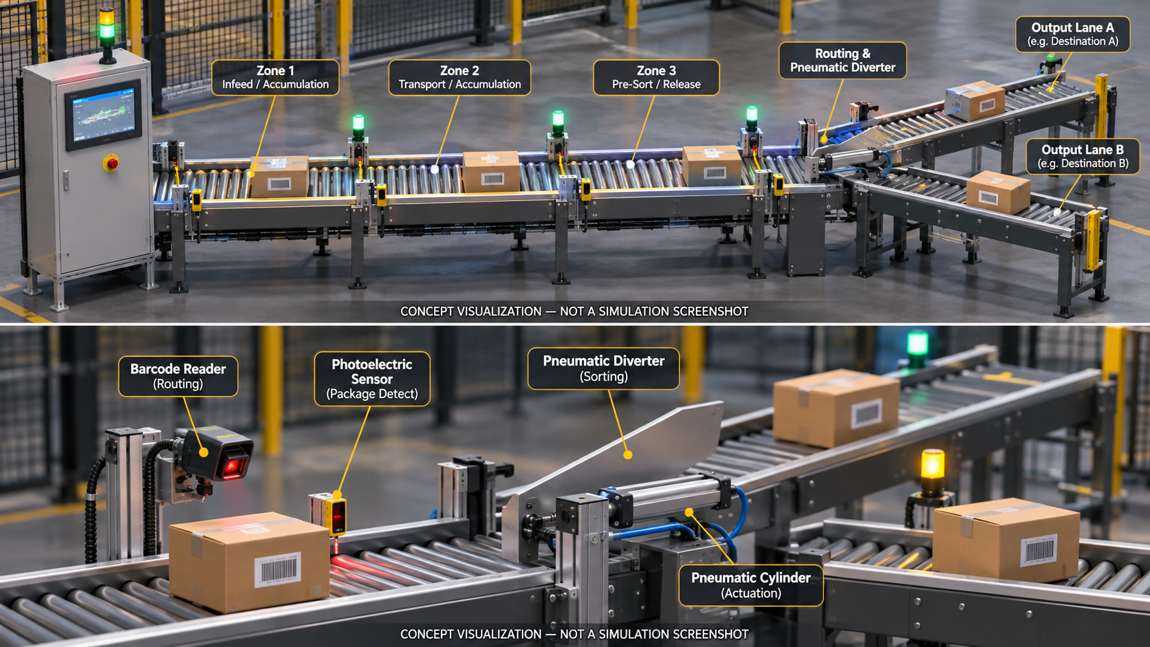 Output Lane A
(e.g. Destination A)
Routing &
Pneumatic Diverter
Zone 1
Infeed / Accumulation
Zone 2
Transport / Accumulation
Zone 3
Pre-Sort / Release
Output Lane B
(e.g. Destination B)
CONCEPT VISUALIZATION — NOT A SIMULATION SCREENSHOT
Barcode Reader
(Routing)
Photoelectric
Sensor
(Package Detect)
Pneumatic Diverter
(Sorting)
Pneumatic Cylinder
(Actuation)
CONCEPT VISUALIZATION — NOT A SIMULATION SCREENSHOT